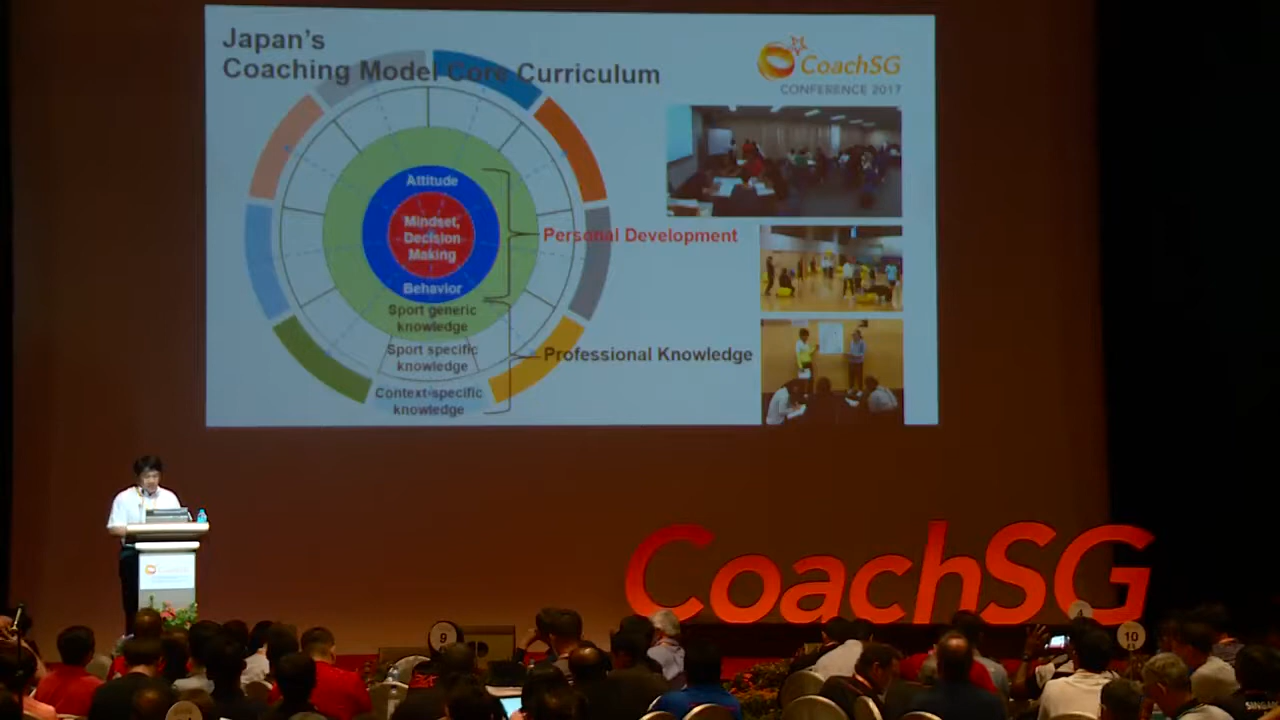 Japan's
Coaching Model Core Curriculum
CoachSG
CONFERENCE 2017
Attitude
Mindset,
Decision
Making
Behavior
Personal Development
Sport generic
knowledge
Sport specific
knowledge
Professional Knowledge
Context-specific
knowledge
CoachSG
9
4
10